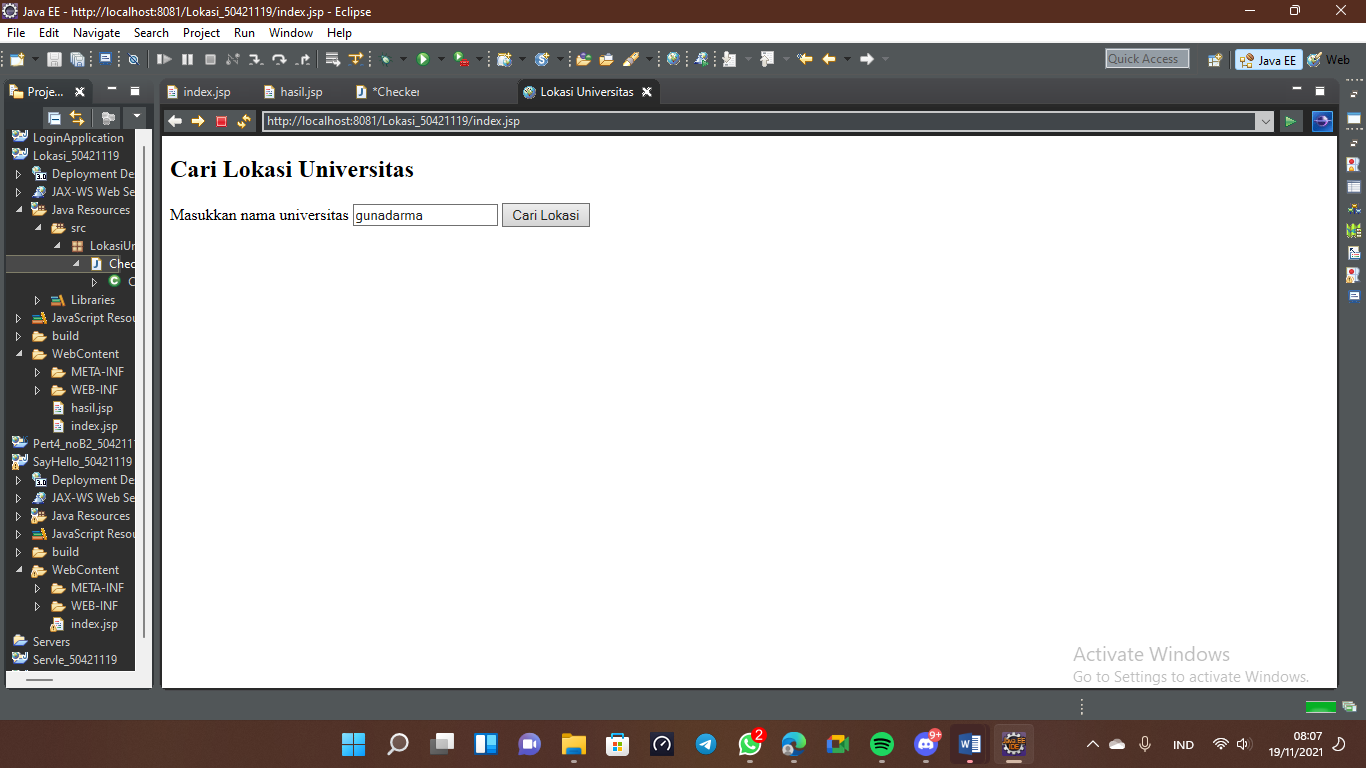 Java EE - http://localhost:8081/Lokasi_50421119/index.jsp - Eclipse
File Edit Navigate Search Project Run Window Help
Quick Access Java EE Web
Proje... index.jsp hasil.jsp *Checker Lokasi Universitas
http://localhost:8081/Lokasi_50421119/index.jsp
LoginApplication
Lokasi_50421119
Deployment De
JAX-WS Web Se
Java Resources
src
LokasiUn
Chec
C
Libraries
JavaScript Resou
build
WebContent
META-INF
WEB-INF
hasil.jsp
index.jsp
Pert4_noB2_5042111
SayHello_50421119
Deployment De
JAX-WS Web Se
Java Resources
JavaScript Resou
build
WebContent
META-INF
WEB-INF
index.jsp
Servers
Servle_50421119
Cari Lokasi Universitas
Masukkan nama universitas gunadarma Cari Lokasi
Activate Windows
Go to Settings to activate Windows.
2 9+ IND 08:07
19/11/2021